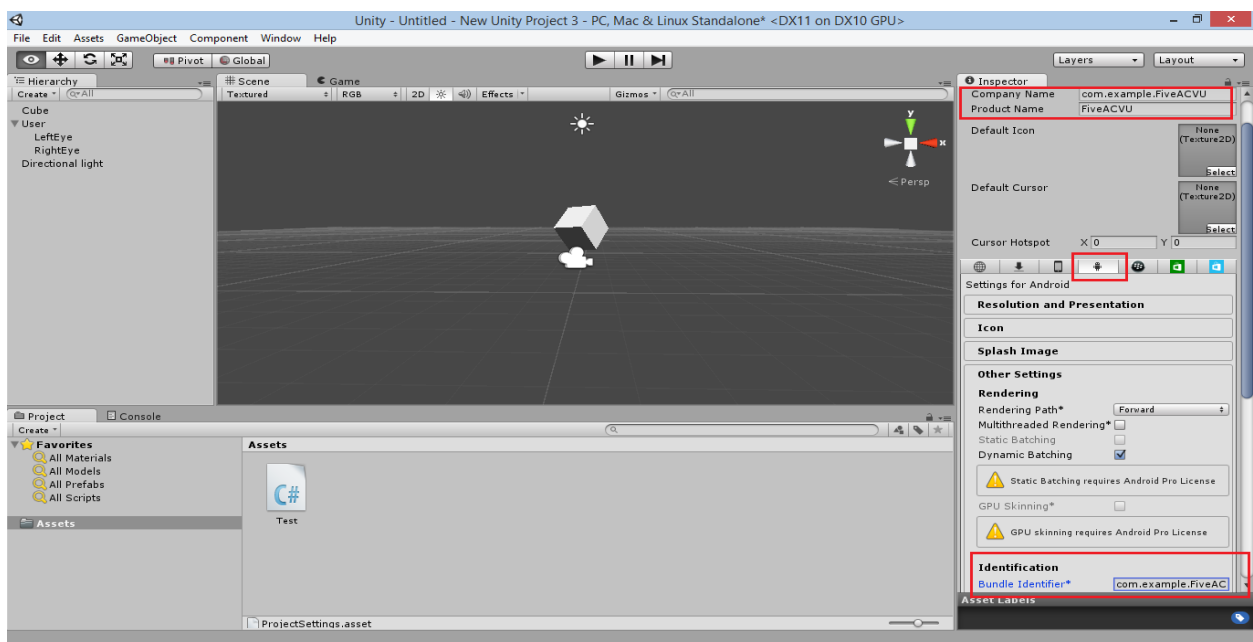 Unity - Untitled - New Unity Project 3 - PC, Mac & Linux Standalone* <DX11 on DX10 GPU>
File Edit Assets GameObject Component Window Help
Pivot Global Layers Layout
Hierarchy
Create All
Cube
User
LeftEye
RightEye
Directional light
Scene Game
Textured RGB 2D Effects Gizmos All
y
x
Persp
Project Console
Create
Favorites
All Materials
All Models
All Prefabs
All Scripts
Assets
Assets
C#
Test
ProjectSettings.asset
Inspector
Company Name com.example.FiveACVU
Product Name FiveACVU
Default Icon None
(Texture2D)
Select
Default Cursor None
(Texture2D)
Select
Cursor Hotspot X 0 Y 0
Settings for Android
Resolution and Presentation
Icon
Splash Image
Other Settings
Rendering
Rendering Path* Forward
Multithreaded Rendering*
Static Batching
Dynamic Batching
Static Batching requires Android Pro License
GPU Skinning*
GPU skinning requires Android Pro License
Identification
Bundle Identifier* com.example.FiveAC
Asset Labels